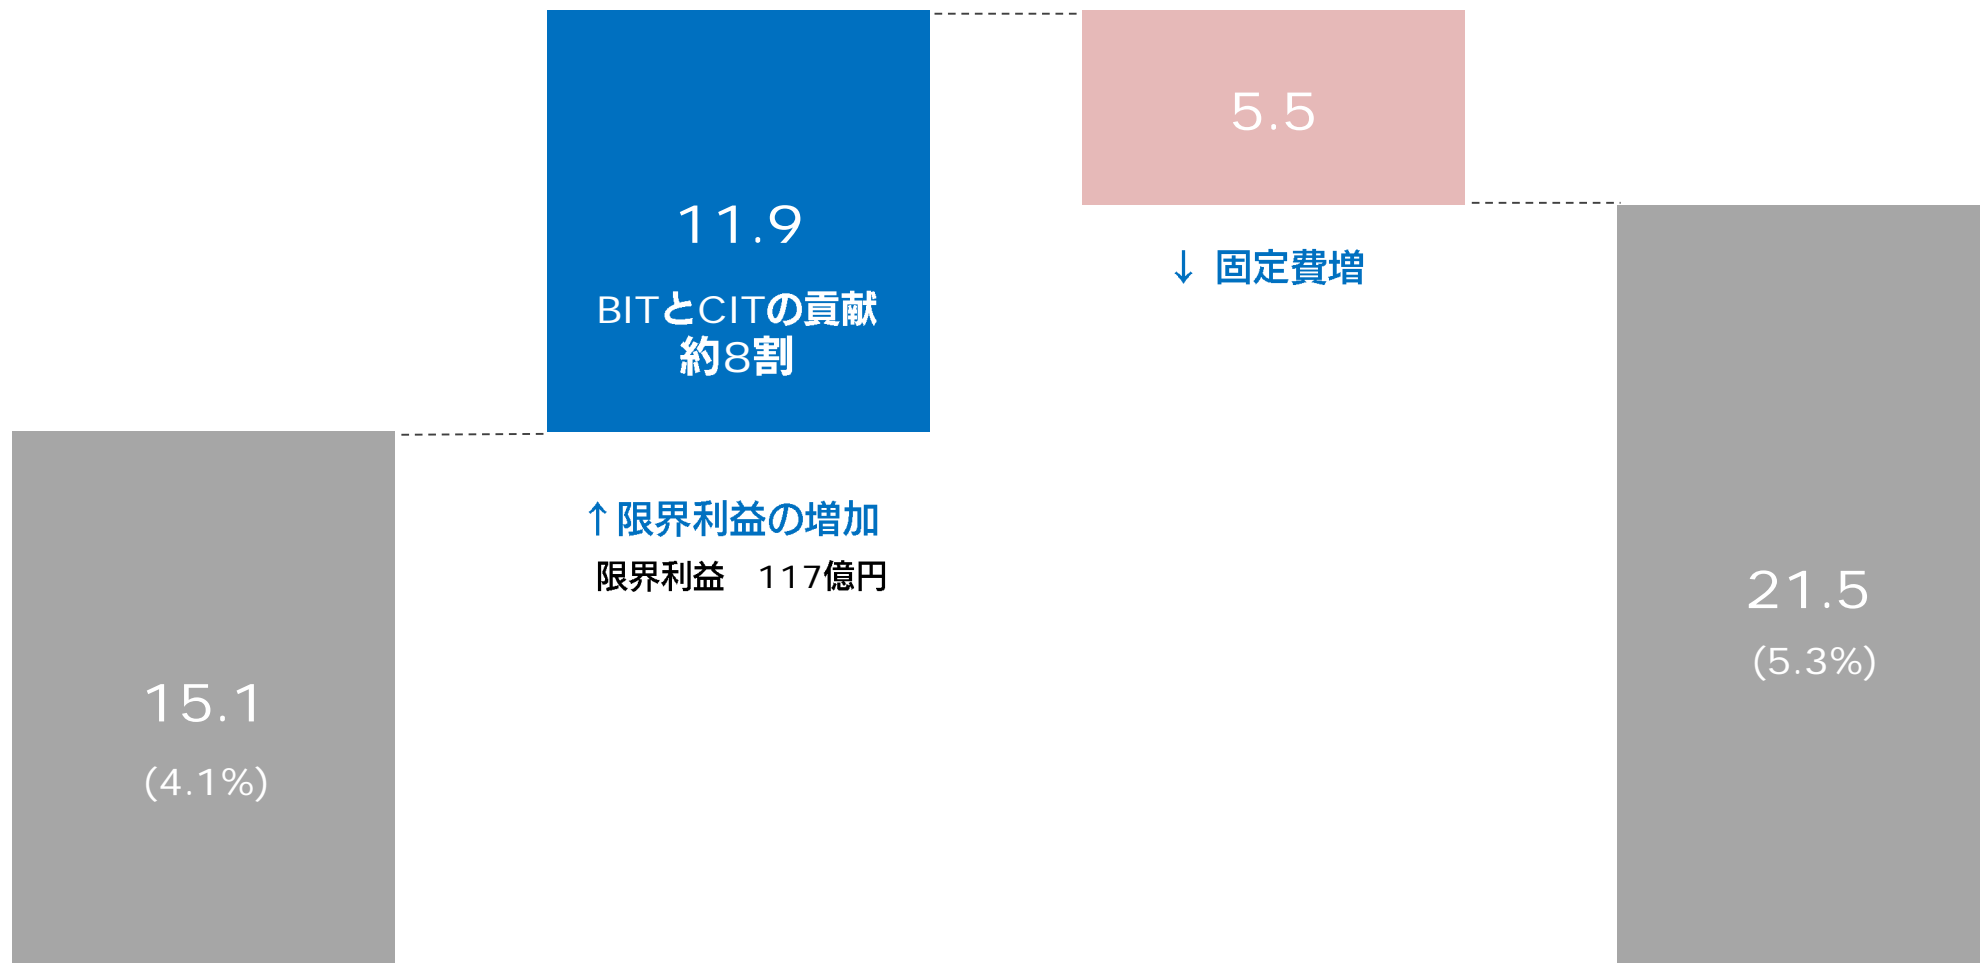 15.1
(4.1%)
11.9
BITとCITの貢献
約8割
↑限界利益の増加
限界利益　117億円
5.5
↓ 固定費増
21.5
(5.3%)